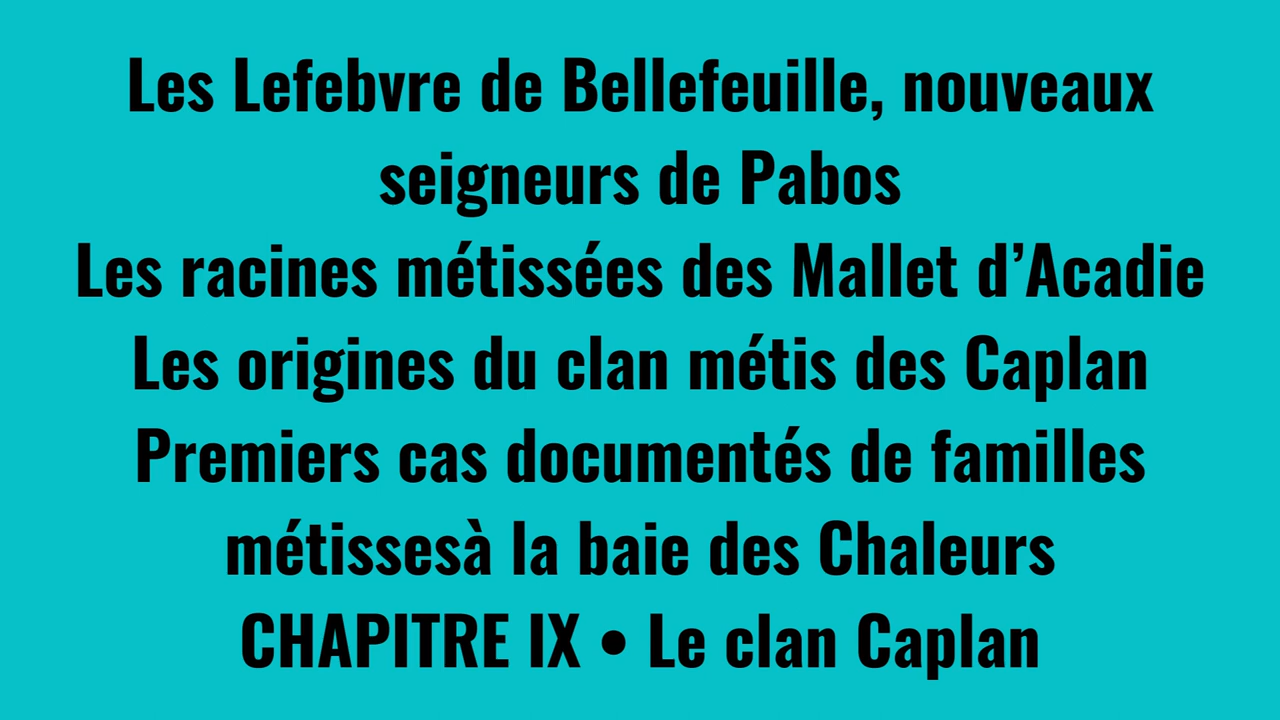 Les Lefebvre de Bellefeuille, nouveaux
seigneurs de Pabos
Les racines métissées des Mallet d’Acadie
Les origines du clan métis des Caplan
Premiers cas documentés de familles
métissesà la baie des Chaleurs
CHAPITRE IX • Le clan Caplan